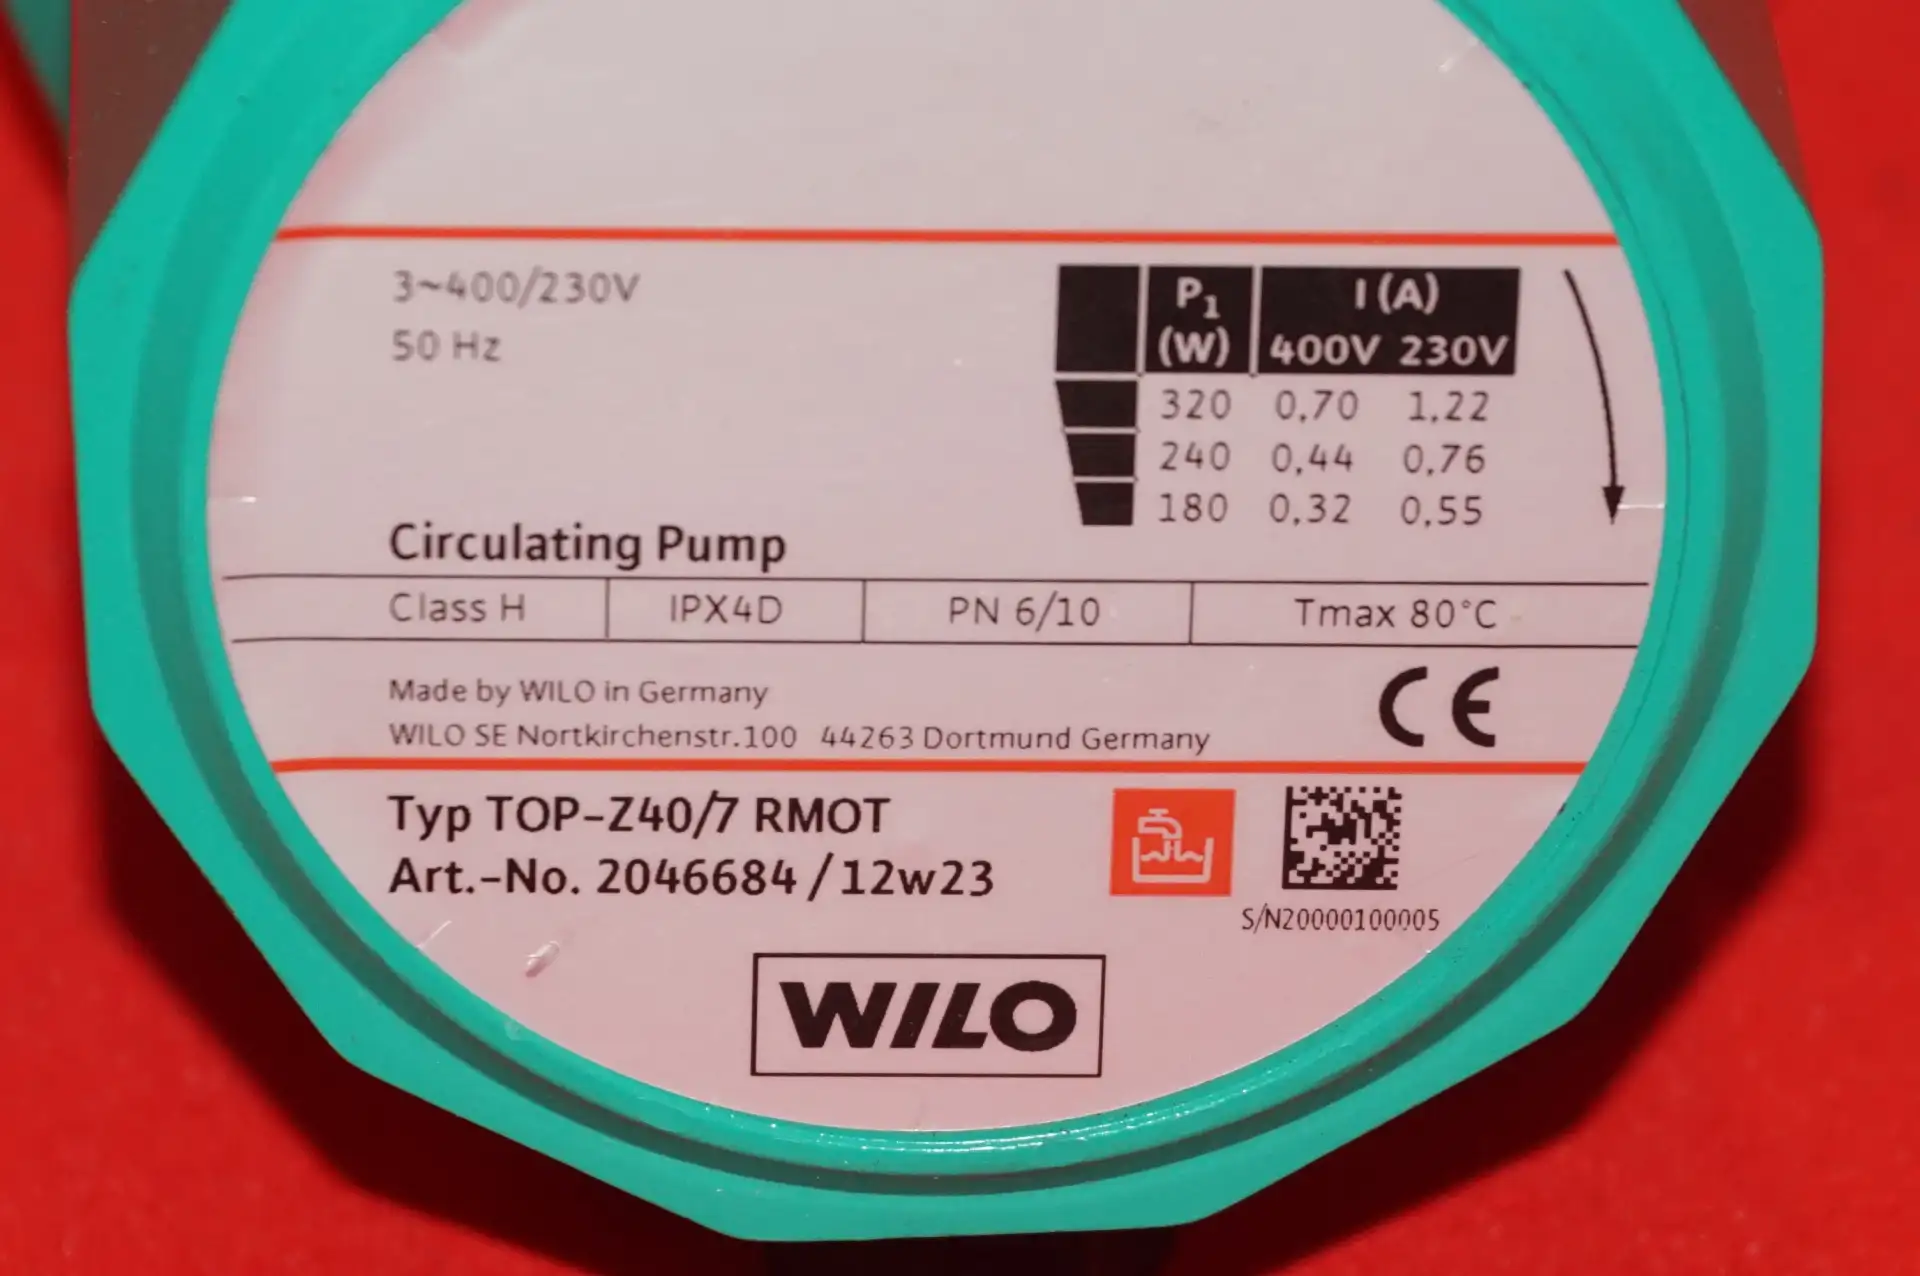 3~400/230V
50 Hz
P1 I (A)
(W) 400V 230V
320 0,70 1,22
240 0,44 0,76
180 0,32 0,55
Circulating Pump
Class H IPX4D PN 6/10 Tmax 80°C
Made by WILO in Germany
WILO SE Nortkirchenstr.100 44263 Dortmund Germany
CE
Typ TOP-Z40/7 RMOT
Art.-No. 2046684 / 12w23
S/N20000100005
WILO